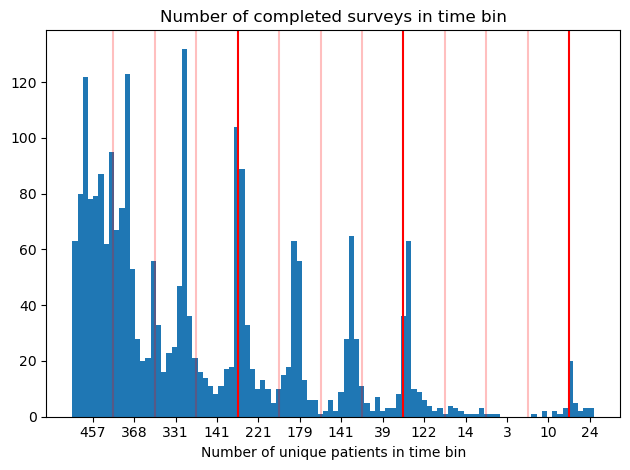 Number of completed surveys in time bin
120
100
80
60
40
20
0
457 368 331 141 221 179 141 39 122 14 3 10 24
Number of unique patients in time bin